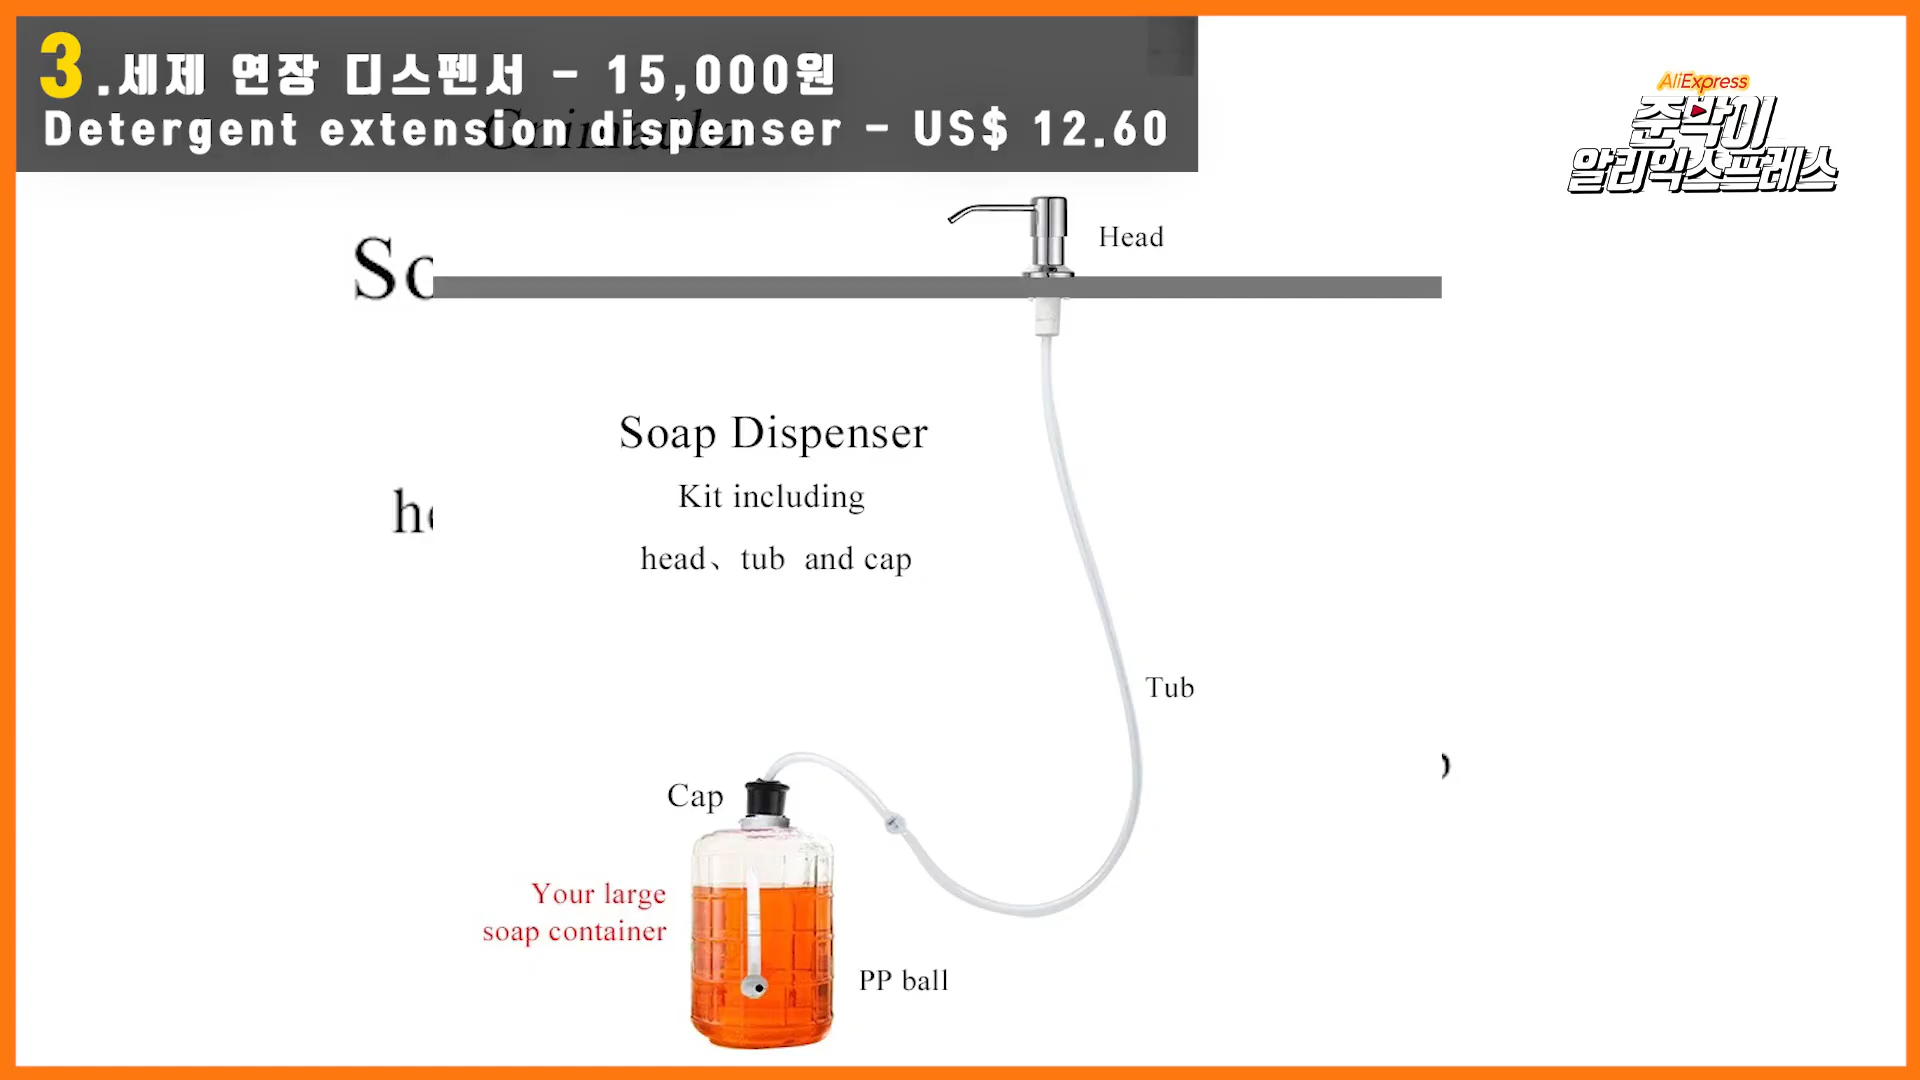 3.세제 연장 디스펜서 - 15,000원
Detergent extension dispenser - US$ 12.60
AliExpress
준박이
알리익스프레스
Head
So
Soap Dispenser
Kit including
head、tub and cap
Tub
Cap
Your large
soap container
PP ball